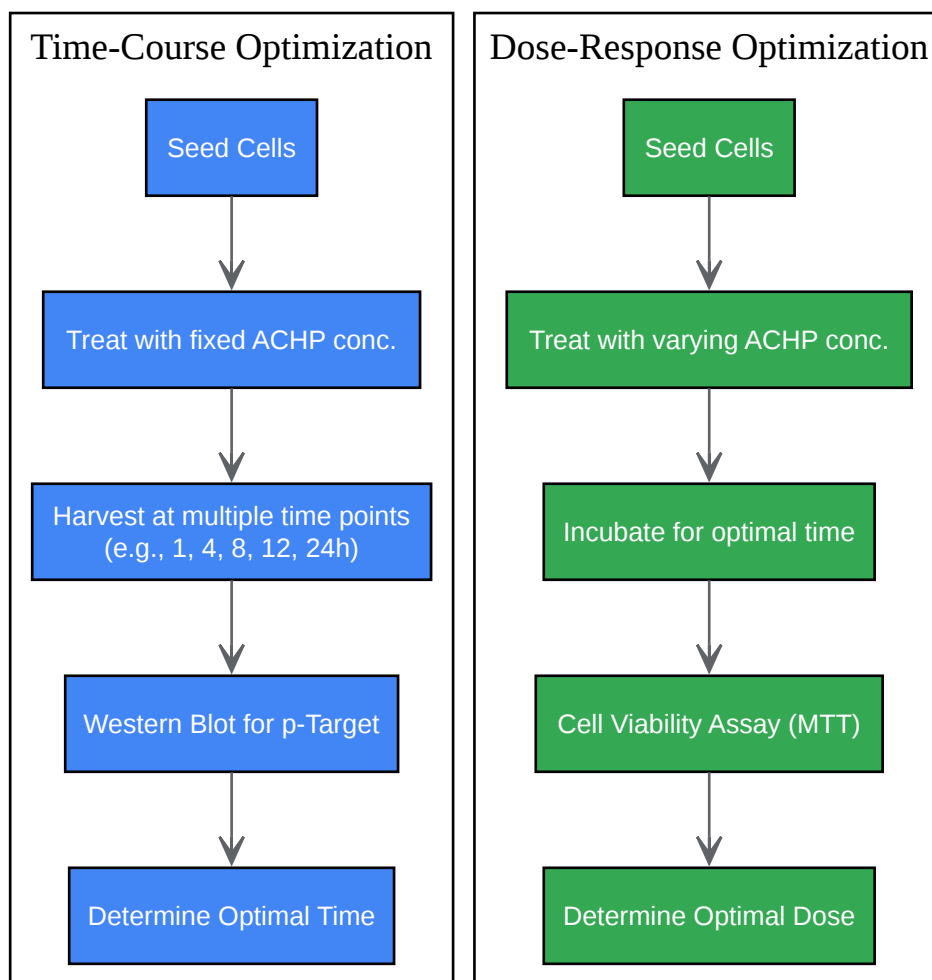 Time-Course Optimization
Seed Cells
Treat with fixed ACHP conc.
Harvest at multiple time points
(e.g., 1, 4, 8, 12, 24h)
Western Blot for p-Target
Determine Optimal Time
Dose-Response Optimization
Seed Cells
Treat with varying ACHP conc.
Incubate for optimal time
Cell Viability Assay (MTT)
Determine Optimal Dose